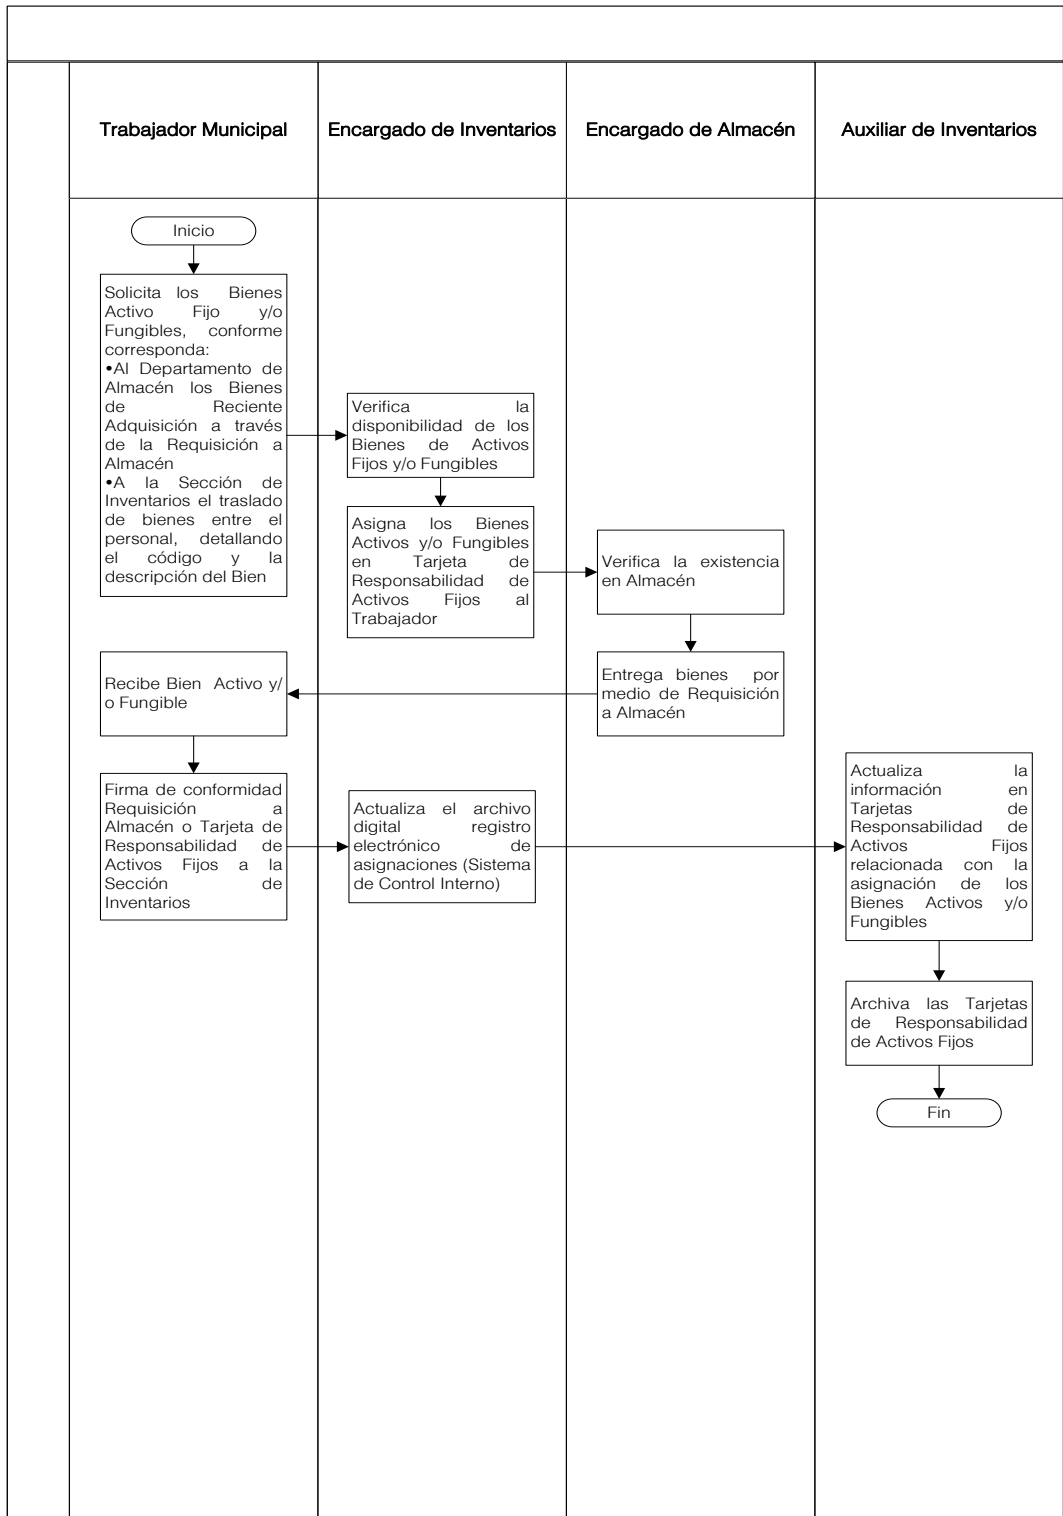 Trabajador Municipal
Encargado de Inventarios
Encargado de Almacén
Auxiliar de Inventarios
Inicio
Solicita los Bienes
Activo Fijo y/o
Fungibles, conforme
corresponda:
•Al Departamento de
Almacén los Bienes
de Reciente
Adquisición a través
de la Requisición a
Almacén
•A la Sección de
Inventarios el traslado
de bienes entre el
personal, detallando
el código y la
descripción del Bien
Verifica la
disponibilidad de los
Bienes de Activos
Fijos y/o Fungibles
Asigna los Bienes
Activos y/o Fungibles
en Tarjeta de
Responsabilidad de
Activos Fijos al
Trabajador
Verifica la existencia
en Almacén
Entrega bienes por
medio de Requisición
a Almacén
Recibe Bien Activo y/
o Fungible
Firma de conformidad
Requisición a
Almacén o Tarjeta de
Responsabilidad de
Activos Fijos a la
Sección de
Inventarios
Actualiza el archivo
digital registro
electrónico de
asignaciones (Sistema
de Control Interno)
Actualiza la
información en
Tarjetas de
Responsabilidad de
Activos Fijos
relacionada con la
asignación de los
Bienes Activos y/o
Fungibles
Archiva las Tarjetas
de Responsabilidad
de Activos Fijos
Fin